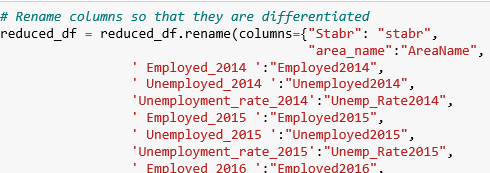 # Rename columns so that they are differentiated
reduced_df = reduced_df.rename(columns={"Stabr": "stabr",
"area_name":"AreaName",
' Employed_2014 ':"Employed2014",
' Unemployed_2014 ':"Unemployed2014",
'Unemployment_rate_2014':"Unemp_Rate2014",
' Employed_2015 ':"Employed2015",
' Unemployed_2015 ':"Unemployed2015",
'Unemployment_rate_2015':"Unemp_Rate2015",
' Employed_2016 ':"Employed2016",